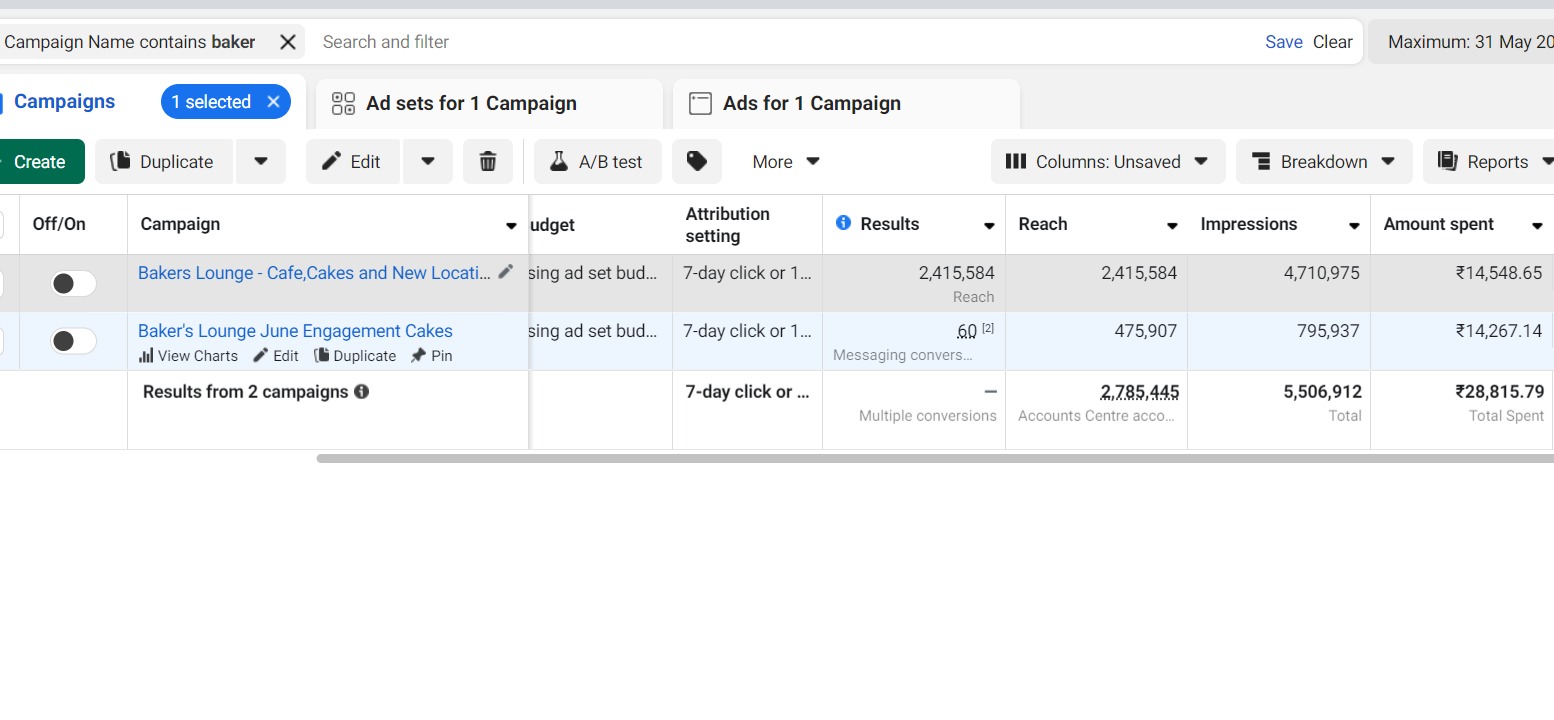 Campaign Name contains baker Search and filter Save Clear Maximum: 31 May 20
Campaigns 1 selected Ad sets for 1 Campaign Ads for 1 Campaign
Create Duplicate Edit A/B test More Columns: Unsaved Breakdown Reports
Off/On Campaign udget Attribution setting Results Reach Impressions Amount spent
Bakers Lounge - Cafe,Cakes and New Locati... sing ad set bud... 7-day click or 1... 2,415,584 2,415,584 4,710,975 ₹14,548.65
Reach
Baker's Lounge June Engagement Cakes sing ad set bud... 7-day click or 1... 60 [2] 475,907 795,937 ₹14,267.14
View Charts Edit Duplicate Pin Messaging convers...
Results from 2 campaigns 7-day click or ... — 2,785,445 5,506,912 ₹28,815.79
Multiple conversions Accounts Centre acco... Total Total Spent